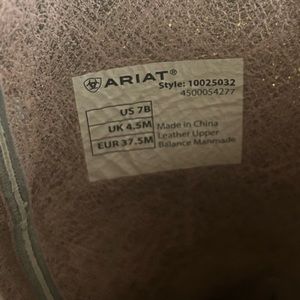 ARIAT®
Style: 10025032
4500054277
US 7B
UK 4.5M
EUR 37.5M
Made in China
Leather Upper
Balance Manmade